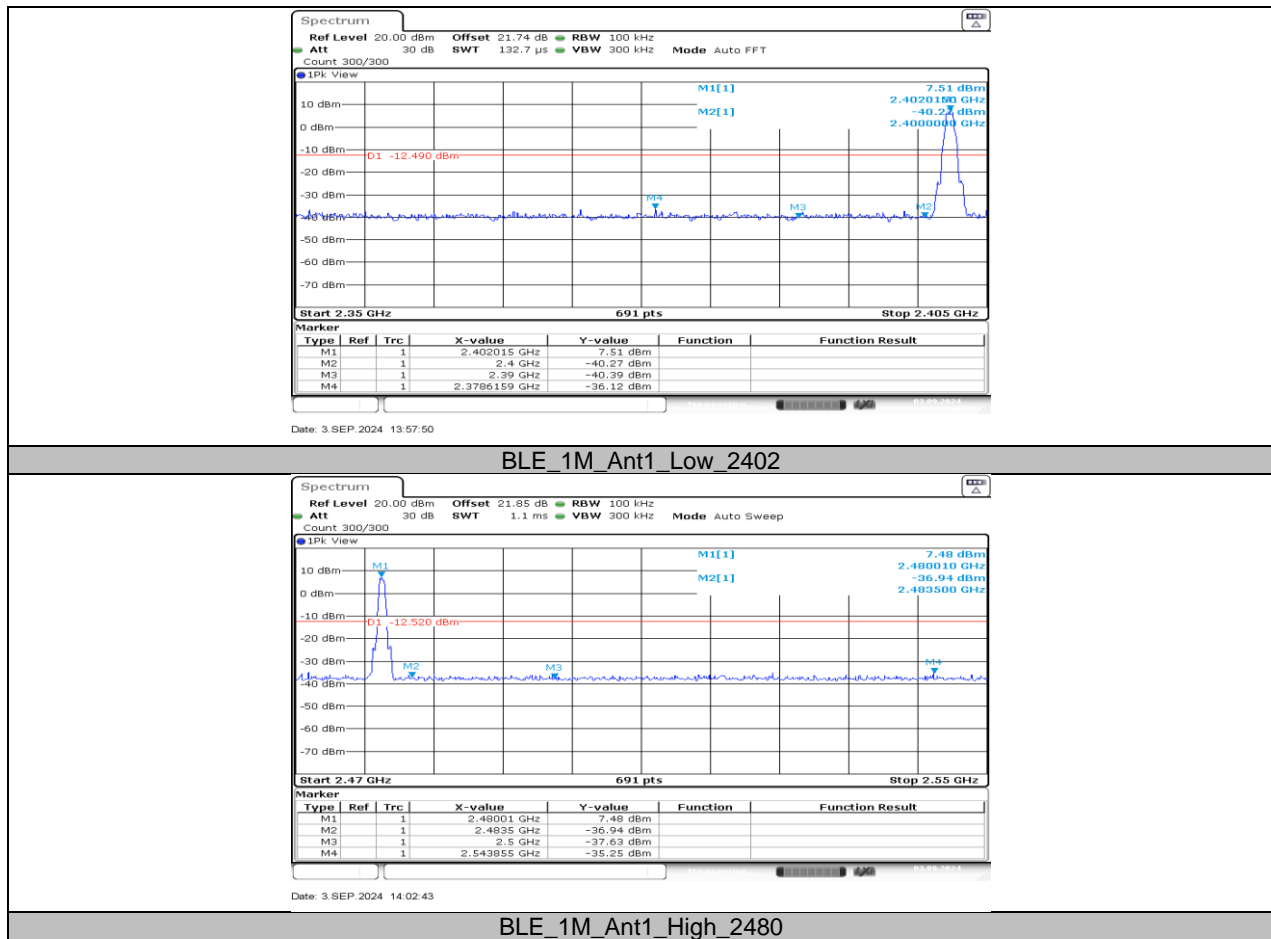 Spectrum
Ref Level 20.00 dBm Offset 21.74 dB RBW 100 kHz
Att 30 dB SWT 132.7 µs VBW 300 kHz Mode Auto FFT
Count 300/300
1Pk View
M1[1] 7.51 dBm
10 dBm
M2[1] -40.27 dBm
0 dBm 2.4000000 GHz
-10 dBm
D1 -12.490 dBm
-20 dBm
-30 dBm
M4
M3 M2
-40 dBm
-50 dBm
-60 dBm
-70 dBm
Start 2.35 GHz 691 pts Stop 2.405 GHz
Marker
Type Ref Trc X-value Y-value Function Function Result
M1 1 2.402015 GHz 7.51 dBm
M2 1 2.4 GHz -40.27 dBm
M3 1 2.39 GHz -40.39 dBm
M4 1 2.3786159 GHz -36.12 dBm
Measuring 03.09.2024
Date: 3.SEP.2024 13:57:50
BLE_1M_Ant1_Low_2402
Spectrum
Ref Level 20.00 dBm Offset 21.85 dB RBW 100 kHz
Att 30 dB SWT 1.1 ms VBW 300 kHz Mode Auto Sweep
Count 300/300
1Pk View
M1[1] 7.48 dBm
M1 2.480010 GHz
10 dBm
M2[1] -36.94 dBm
0 dBm 2.483500 GHz
-10 dBm
D1 -12.520 dBm
-20 dBm
-30 dBm
M2 M3 M4
-40 dBm
-50 dBm
-60 dBm
-70 dBm
Start 2.47 GHz 691 pts Stop 2.55 GHz
Marker
Type Ref Trc X-value Y-value Function Function Result
M1 1 2.48001 GHz 7.48 dBm
M2 1 2.4835 GHz -36.94 dBm
M3 1 2.5 GHz -37.63 dBm
M4 1 2.543855 GHz -35.25 dBm
Measuring 03.09.2024
Date: 3.SEP.2024 14:02:43
BLE_1M_Ant1_High_2480